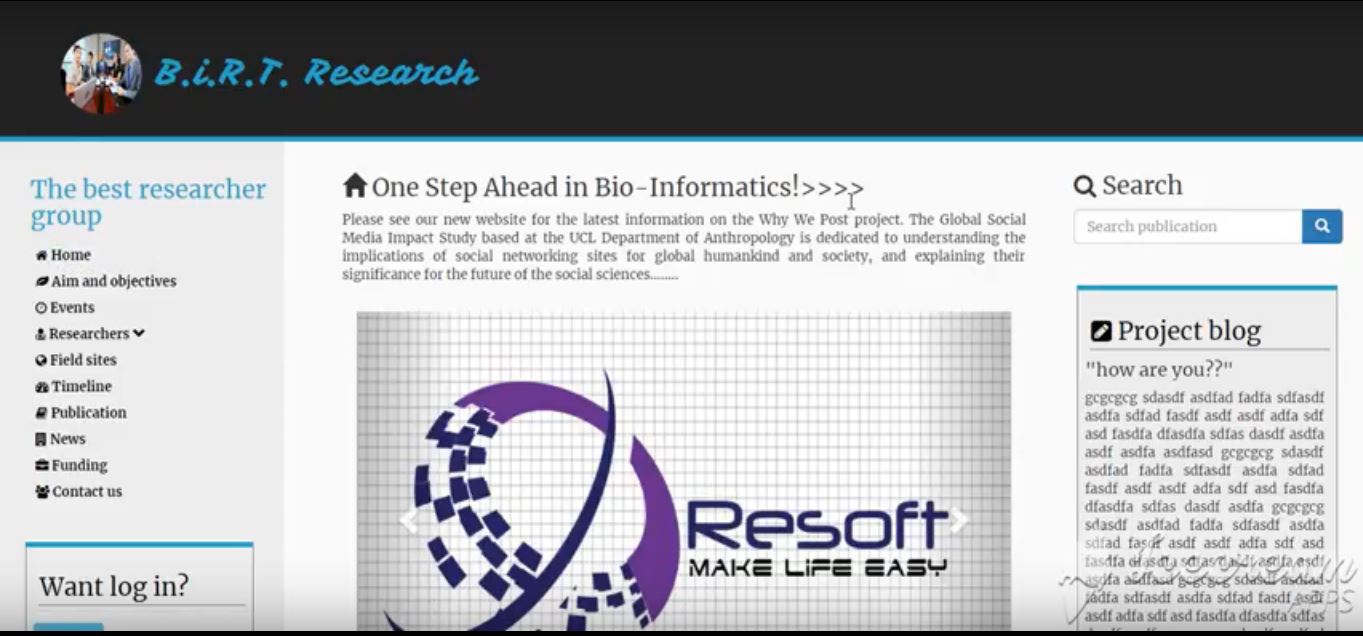 B.i.R.T. Research
The best researcher
group
Home
Aim and objectives
Events
Researchers
Field sites
Timeline
Publication
News
Funding
Contact us
Want log in?
One Step Ahead in Bio-Informatics!>>>>
Please see our new website for the latest information on the Why We Post project. The Global Social
Media Impact Study based at the UCL Department of Anthropology is dedicated to understanding the
implications of social networking sites for global humankind and society, and explaining their
significance for the future of the social sciences........
Resoft
MAKE LIFE EASY
Search
Search publication
Project blog
"how are you??"
gcgcgcg sdasdf asdfad fadfa sdfasdf
asdfa sdfad fasdf asdf asdf adfa sdf
asd fasdfa dfasdfa sdfas dasdf asdfa
asdf asdfa asdfasd gcgcgcg sdasdf
asdfad fadfa sdfasdf asdfa sdfad
fasdf asdf asdf adfa sdf asd fasdfa
dfasdfa sdfas dasdf asdfa gcgcgcg
sdasdf asdfad fadfa sdfasdf asdfa
sdfad fasdf asdf asdf adfa sdf asd
fasdfa dfasdfa sdfas dasdf asdfa asdf
asdfa asdfasd gcgcgcg sdasdf asdfad
fadfa sdfasdf asdfa sdfad fasdf asdf
asdf adfa sdf asd fasdfa dfasdfa sdfas
APPS